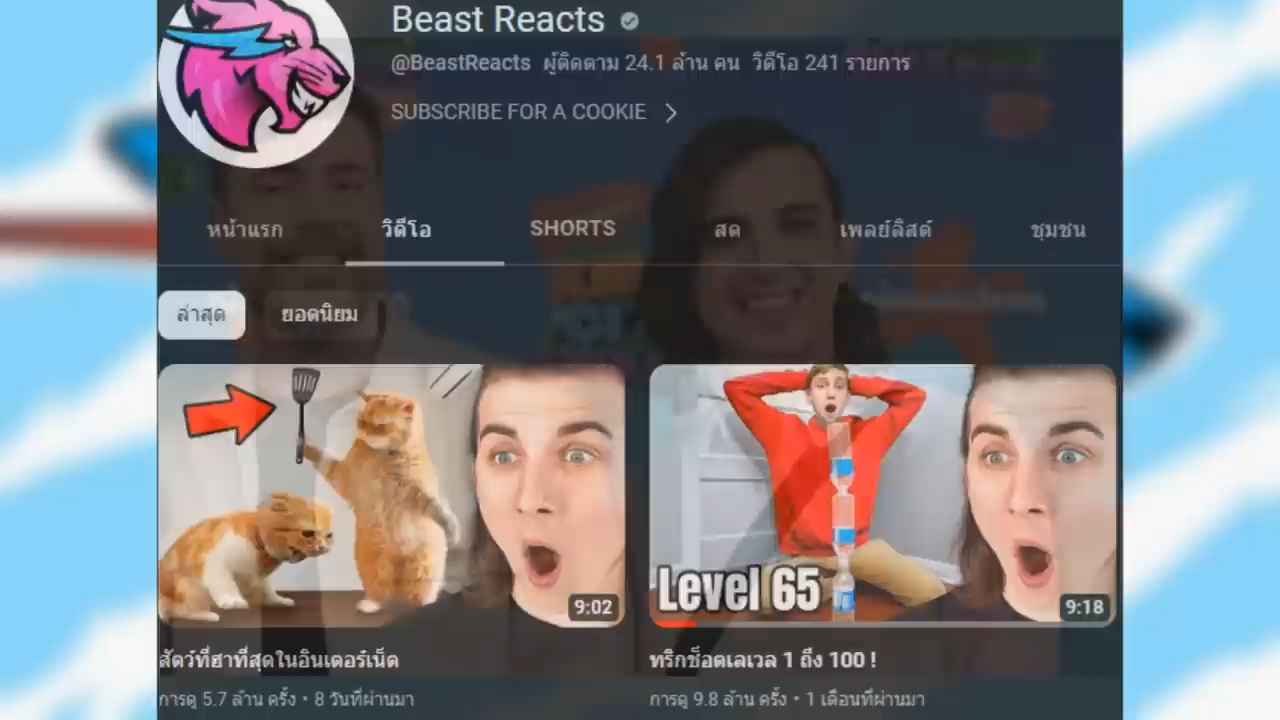 Beast Reacts
@BeastReacts ผู้ติดตาม 24.1 ล้าน คน วิดีโอ 241 รายการ
SUBSCRIBE FOR A COOKIE
หน้าแรก วิดีโอ SHORTS สด เพลย์ลิสต์ ชุมชน
ล่าสุด ยอดนิยม
Level 65
9:02 9:18
สัตว์ที่ฮาที่สุดในอินเตอร์เน็ต ทริกช็อตเลเวล 1 ถึง 100 !
การดู 5.7 ล้าน ครั้ง • 8 วันที่ผ่านมา การดู 9.8 ล้าน ครั้ง • 1 เดือนที่ผ่านมา